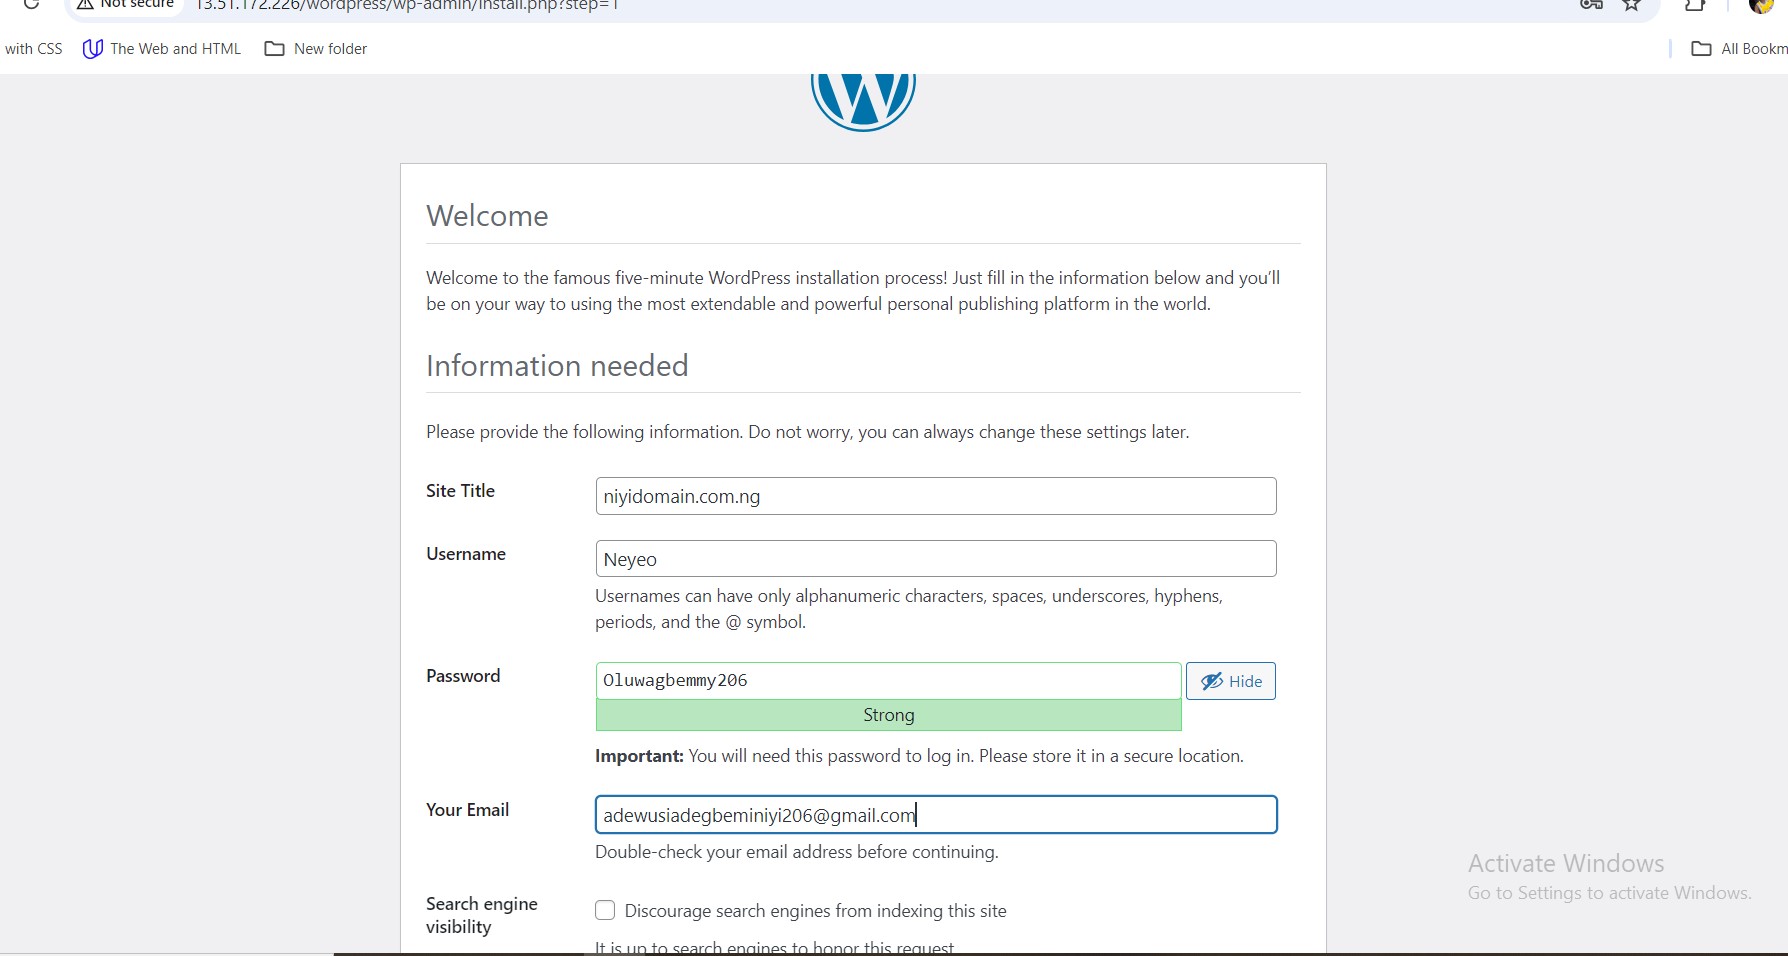 Not secure 13.51.172.226/wordpress/wp-admin/install.php?step=1
with CSS The Web and HTML New folder All Bookm
Welcome
Welcome to the famous five-minute WordPress installation process! Just fill in the information below and you’ll
be on your way to using the most extendable and powerful personal publishing platform in the world.
Information needed
Please provide the following information. Do not worry, you can always change these settings later.
Site Title niyidomain.com.ng
Username Neyeo
Usernames can have only alphanumeric characters, spaces, underscores, hyphens,
periods, and the @ symbol.
Password Oluwagbemmy206 Hide
Strong
Important: You will need this password to log in. Please store it in a secure location.
Your Email adewusiadegbeminiyi206@gmail.com
Double-check your email address before continuing.
Search engine
visibility
Discourage search engines from indexing this site
It is up to search engines to honor this request.
Activate Windows
Go to Settings to activate Windows.